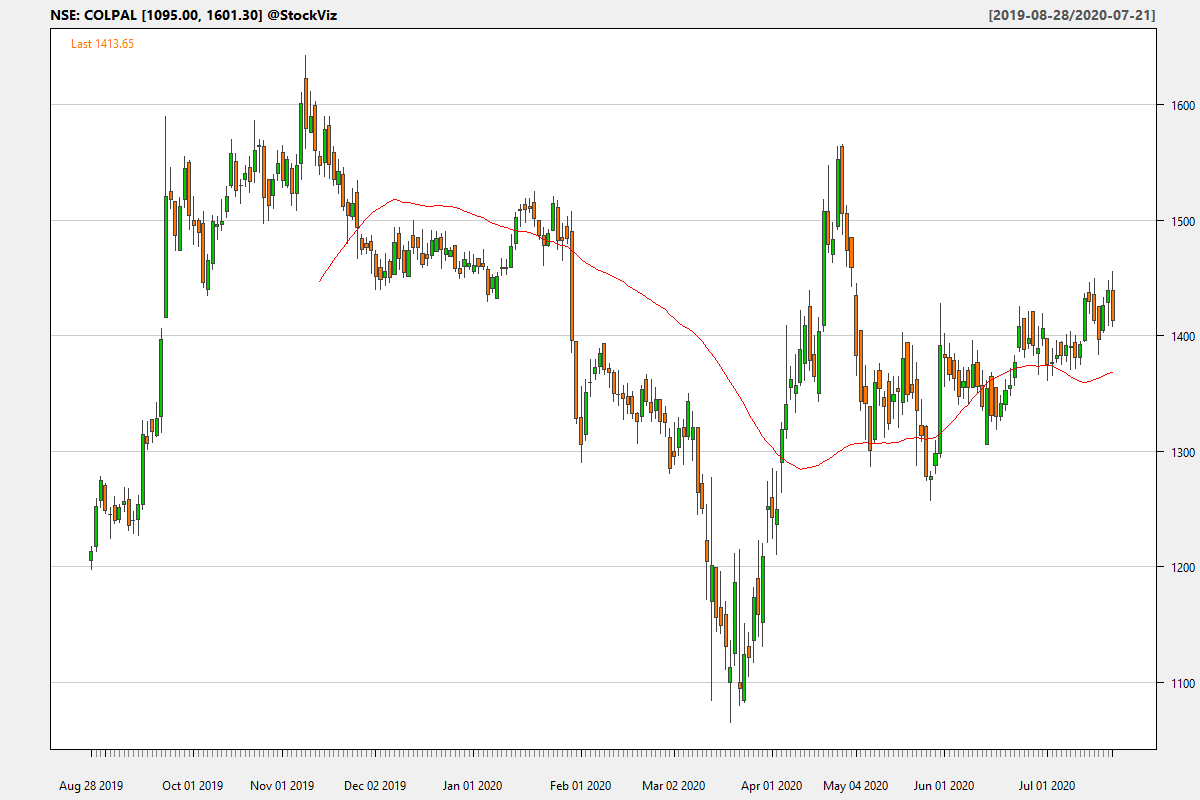 NSE: COLPAL [1095.00, 1601.30] @StockViz
[2019-08-28/2020-07-21]
Last 1413.65
1600
1500
1400
1300
1200
1100
Aug 28 2019
Oct 01 2019
Nov 01 2019
Dec 02 2019
Jan 01 2020
Feb 01 2020
Mar 02 2020
Apr 01 2020
May 04 2020
Jun 01 2020
Jul 01 2020